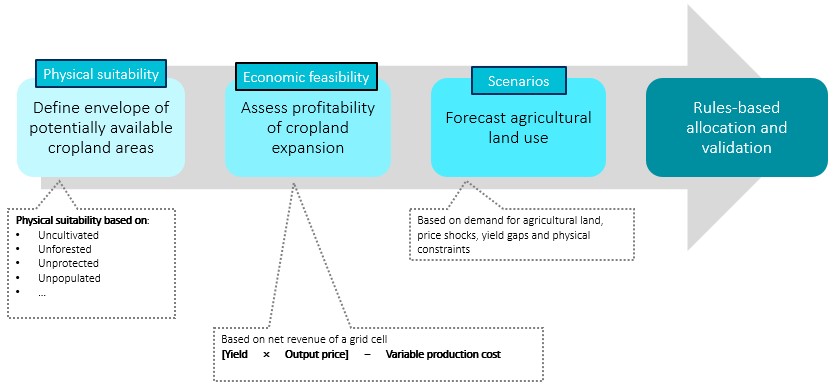 Physical suitability
Define envelope of
potentially available
cropland areas
Economic feasibility
Assess profitability
of cropland
expansion
Scenarios
Forecast agricultural
land use
Rules-based
allocation and
validation
Physical suitability based on:
• Uncultivated
• Unforested
• Unprotected
• Unpopulated
• ...
Based on demand for agricultural land,
price shocks, yield gaps and physical
constraints
Based on net revenue of a grid cell
[Yield × Output price] – Variable production cost